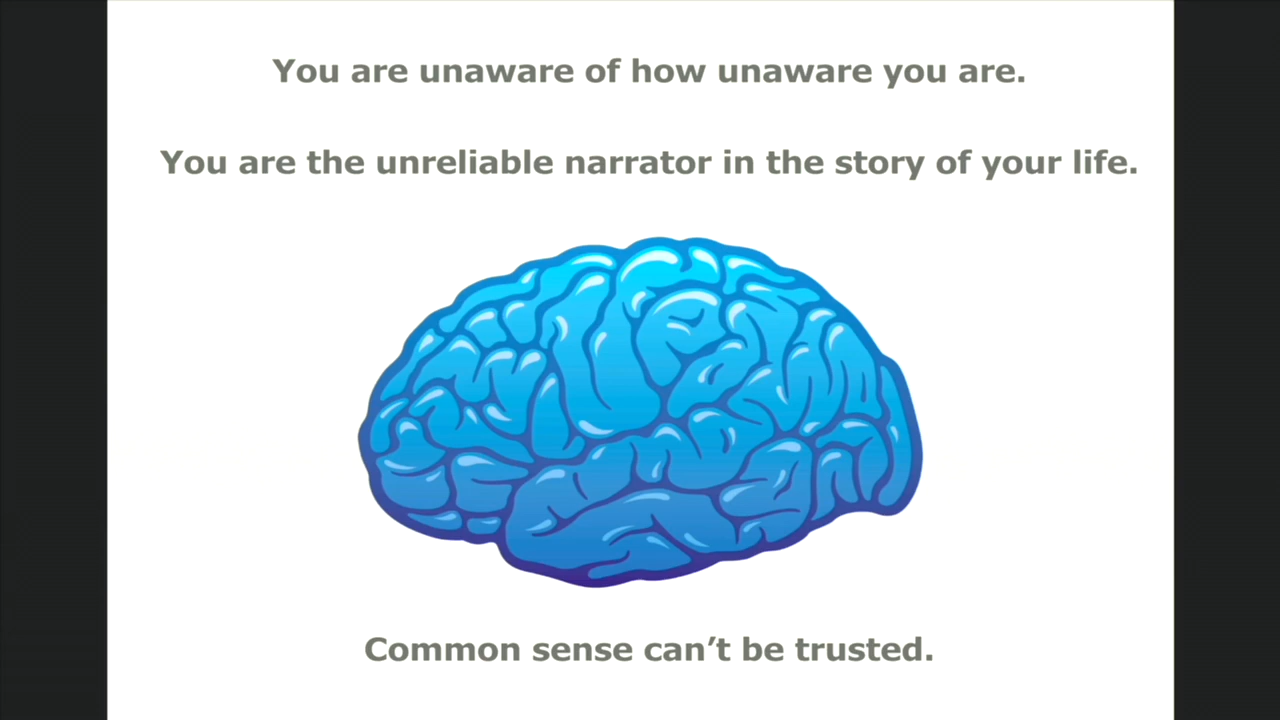 You are unaware of how unaware you are.
You are the unreliable narrator in the story of your life.
Common sense can’t be trusted.